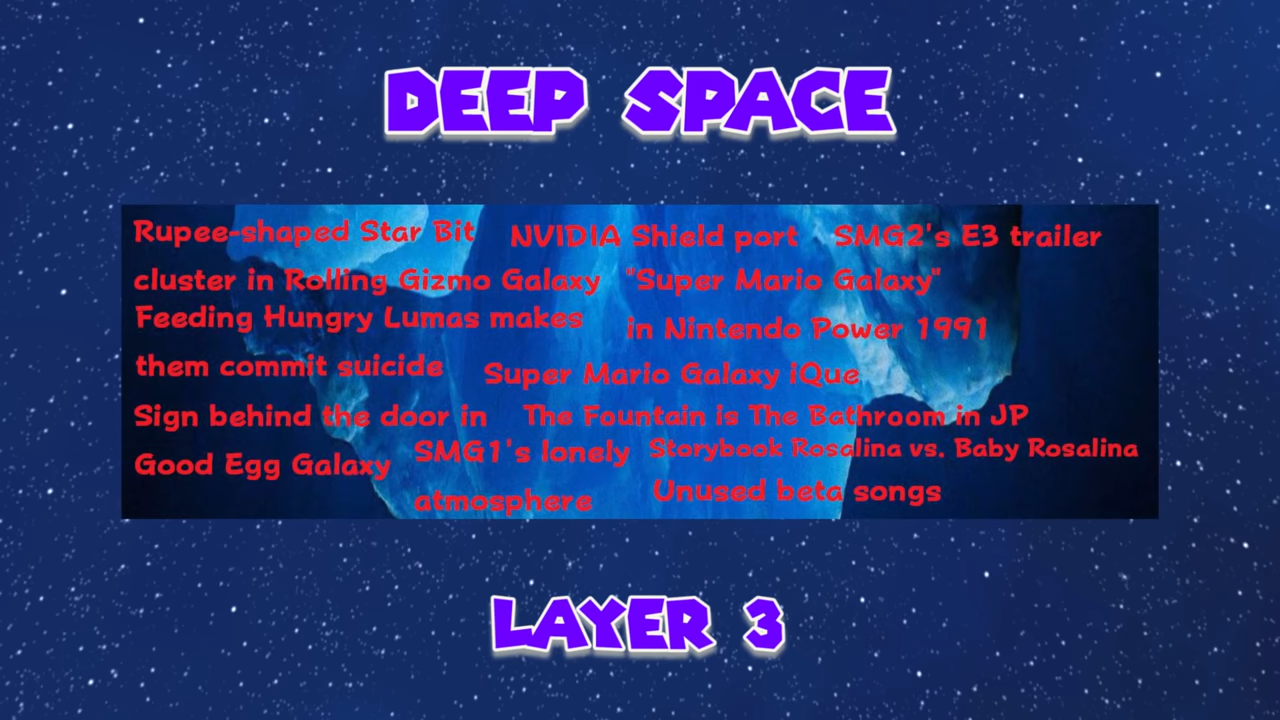 DEEP SPACE
Rupee-shaped Star Bit
cluster in Rolling Gizmo Galaxy
NVIDIA Shield port
SMG2's E3 trailer
"Super Mario Galaxy"
in Nintendo Power 1991
Feeding Hungry Lumas makes
them commit suicide
Super Mario Galaxy iQue
Sign behind the door in
Good Egg Galaxy
The Fountain is The Bathroom in JP
SMG1's lonely
atmosphere
Storybook Rosalina vs. Baby Rosalina
Unused beta songs
LAYER 3